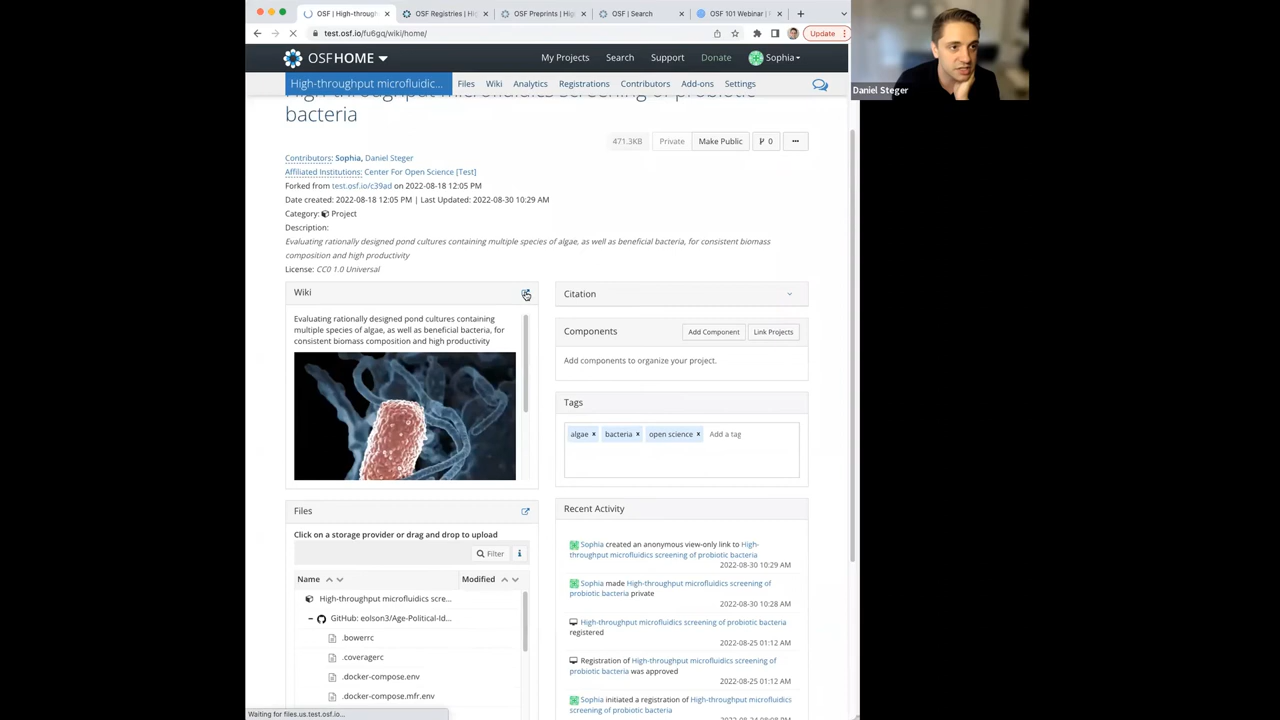 OSF | High-through
OSF Registries | Hi
OSF Preprints | Hig
OSF | Search
OSF 101 Webinar | F
test.osf.io/fu6gq/wiki/home/
Update
OSFHOME
My Projects
Search
Support
Donate
Sophia
High-throughput microfluidic...
Files
Wiki
Analytics
Registrations
Contributors
Add-ons
Settings
Daniel Steger
High-throughput microfluidics screening of probiotic
bacteria
471.3KB
Private
Make Public
0
Contributors: Sophia, Daniel Steger
Affiliated Institutions: Center For Open Science [Test]
Forked from test.osf.io/c39ad on 2022-08-18 12:05 PM
Date created: 2022-08-18 12:05 PM | Last Updated: 2022-08-30 10:29 AM
Category: Project
Description:
Evaluating rationally designed pond cultures containing multiple species of algae, as well as beneficial bacteria, for consistent biomass
composition and high productivity
License: CC0 1.0 Universal
Wiki
Evaluating rationally designed pond cultures containing
multiple species of algae, as well as beneficial bacteria, for
consistent biomass composition and high productivity
Files
Click on a storage provider or drag and drop to upload
Filter
i
Name
Modified
High-throughput microfluidics scre...
GitHub: eolson3/Age-Political-Id...
.bowerrc
.coveragerc
.docker-compose.env
.docker-compose.mfr.env
Citation
Components
Add Component
Link Projects
Add components to organize your project.
Tags
algae x
bacteria x
open science x
Add a tag
Recent Activity
Sophia created an anonymous view-only link to High-
throughput microfluidics screening of probiotic bacteria
2022-08-30 10:29 AM
Sophia made High-throughput microfluidics screening of
probiotic bacteria private
2022-08-30 10:28 AM
High-throughput microfluidics screening of probiotic bacteria
registered
2022-08-25 01:12 AM
Registration of High-throughput microfluidics screening of
probiotic bacteria was approved
2022-08-25 01:12 AM
Sophia initiated a registration of High-throughput microfluidics
screening of probiotic bacteria
Waiting for files.us.test.osf.io...